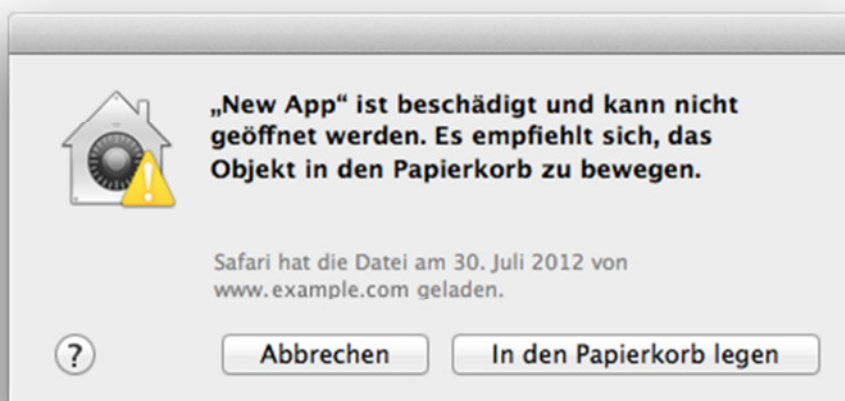 „New App“ ist beschädigt und kann nicht
geöffnet werden. Es empfiehlt sich, das
Objekt in den Papierkorb zu bewegen.
Safari hat die Datei am 30. Juli 2012 von
www.example.com geladen.
?
Abbrechen
In den Papierkorb legen